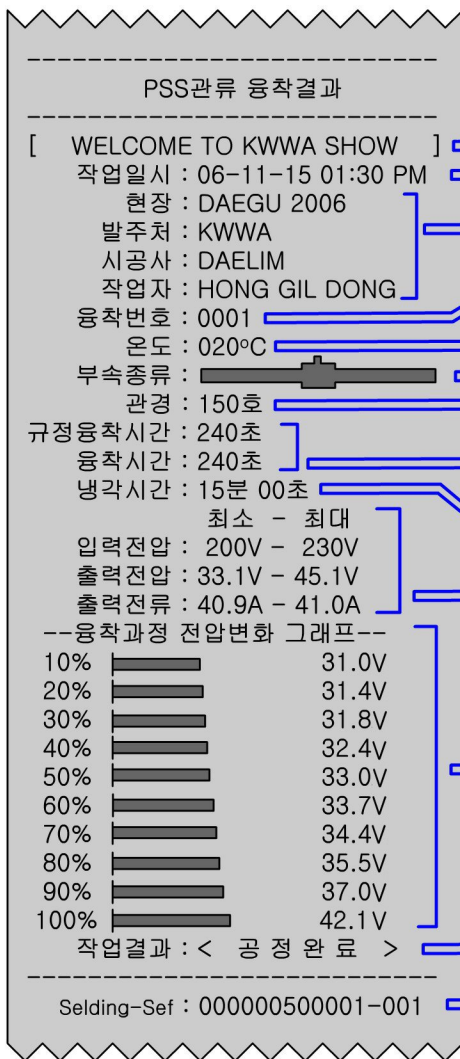 PSS관류 융착결과
[ WELCOME TO KWWA SHOW ]
작업일시 : 06-11-15 01:30 PM
현장 : DAEGU 2006
발주처 : KWWA
시공사 : DAELIM
작업자 : HONG GIL DONG
융착번호 : 0001
온도 : 020°C
부속종류 :
관경 : 150호
규정융착시간 : 240초
융착시간 : 240초
냉각시간 : 15분 00초
최소 - 최대
입력전압 : 200V - 230V
출력전압 : 33.1V - 45.1V
출력전류 : 40.9A - 41.0A
--융착과정 전압변화 그래프--
10% 31.0V
20% 31.4V
30% 31.8V
40% 32.4V
50% 33.0V
60% 33.7V
70% 34.4V
80% 35.5V
90% 37.0V
100% 42.1V
작업결과 : < 공 정 완 료 >
Selding-Sef : 000000500001-001